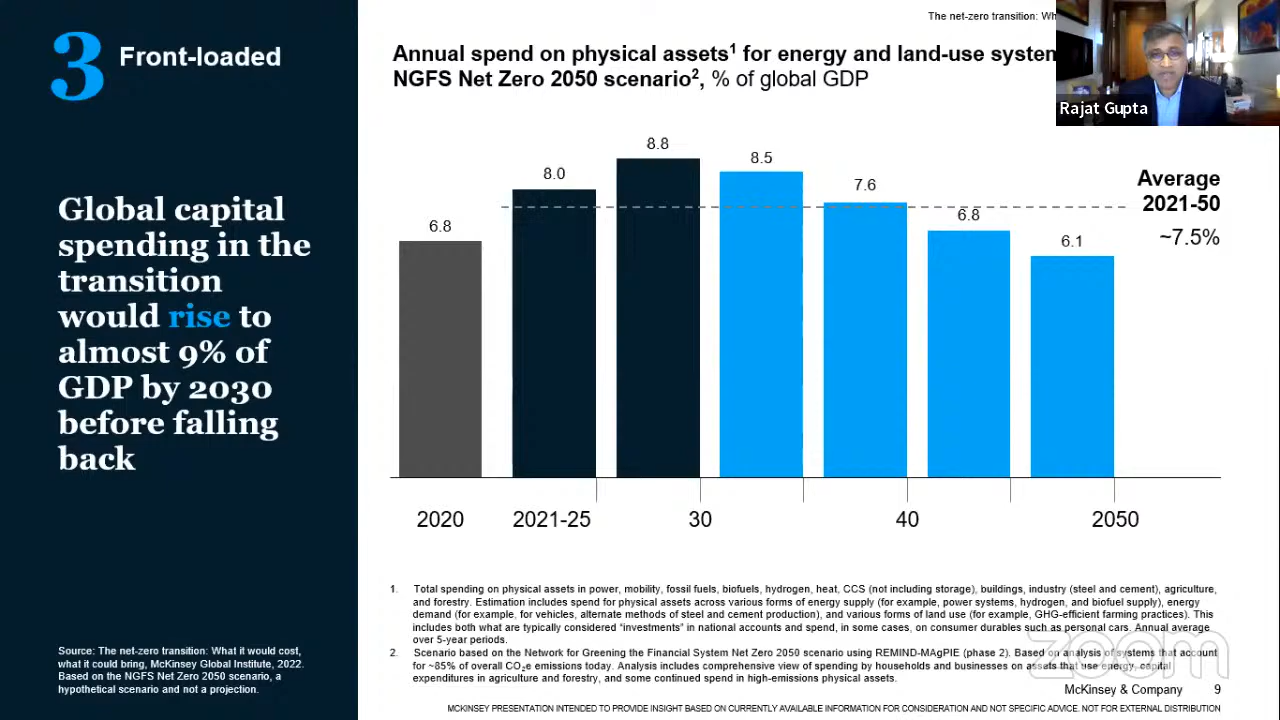 3 Front-loaded
Global capital
spending in the
transition
would rise to
almost 9% of
GDP by 2030
before falling
back
Source: The net-zero transition: What it would cost,
what it could bring, McKinsey Global Institute, 2022.
Based on the NGFS Net Zero 2050 scenario, a
hypothetical scenario and not a projection.
The net-zero transition:
Annual spend on physical assets¹ for energy and land-use
NGFS Net Zero 2050 scenario², % of global GDP
Rajat Gupta
6.8
8.0
8.8
8.5
7.6
6.8
6.1
Average
2021-50
~7.5%
2020
2021-25
30
40
2050
1. Total spending on physical assets in power, mobility, fossil fuels, biofuels, hydrogen, heat, CCS (not including storage), buildings, industry (steel and cement), agriculture,
and forestry. Estimation includes spend for physical assets across various forms of energy supply (for example, power systems, hydrogen, and biofuel supply), energy
demand (for example, for vehicles, alternate methods of steel and cement production), and various forms of land use (for example, GHG-efficient farming practices). This
includes both what are typically considered “investments” in national accounts and spend, in some cases, on consumer durables such as personal cars. Annual average
over 5-year periods.
2. Scenario based on the Network for Greening the Financial System Net Zero 2050 scenario using REMIND-MAgPIE (phase 2). Based on analysis of systems that account
for ~85% of overall CO₂e emissions today. Analysis includes comprehensive view of spending by households and businesses on assets that use energy, capital
expenditures in agriculture and forestry, and some continued spend in high-emissions physical assets.
zoom
McKinsey & Company 9
MCKINSEY PRESENTATION INTENDED TO PROVIDE INSIGHT BASED ON CURRENTLY AVAILABLE INFORMATION FOR CONSIDERATION AND NOT SPECIFIC ADVICE. NOT FOR EXTERNAL DISTRIBUTION